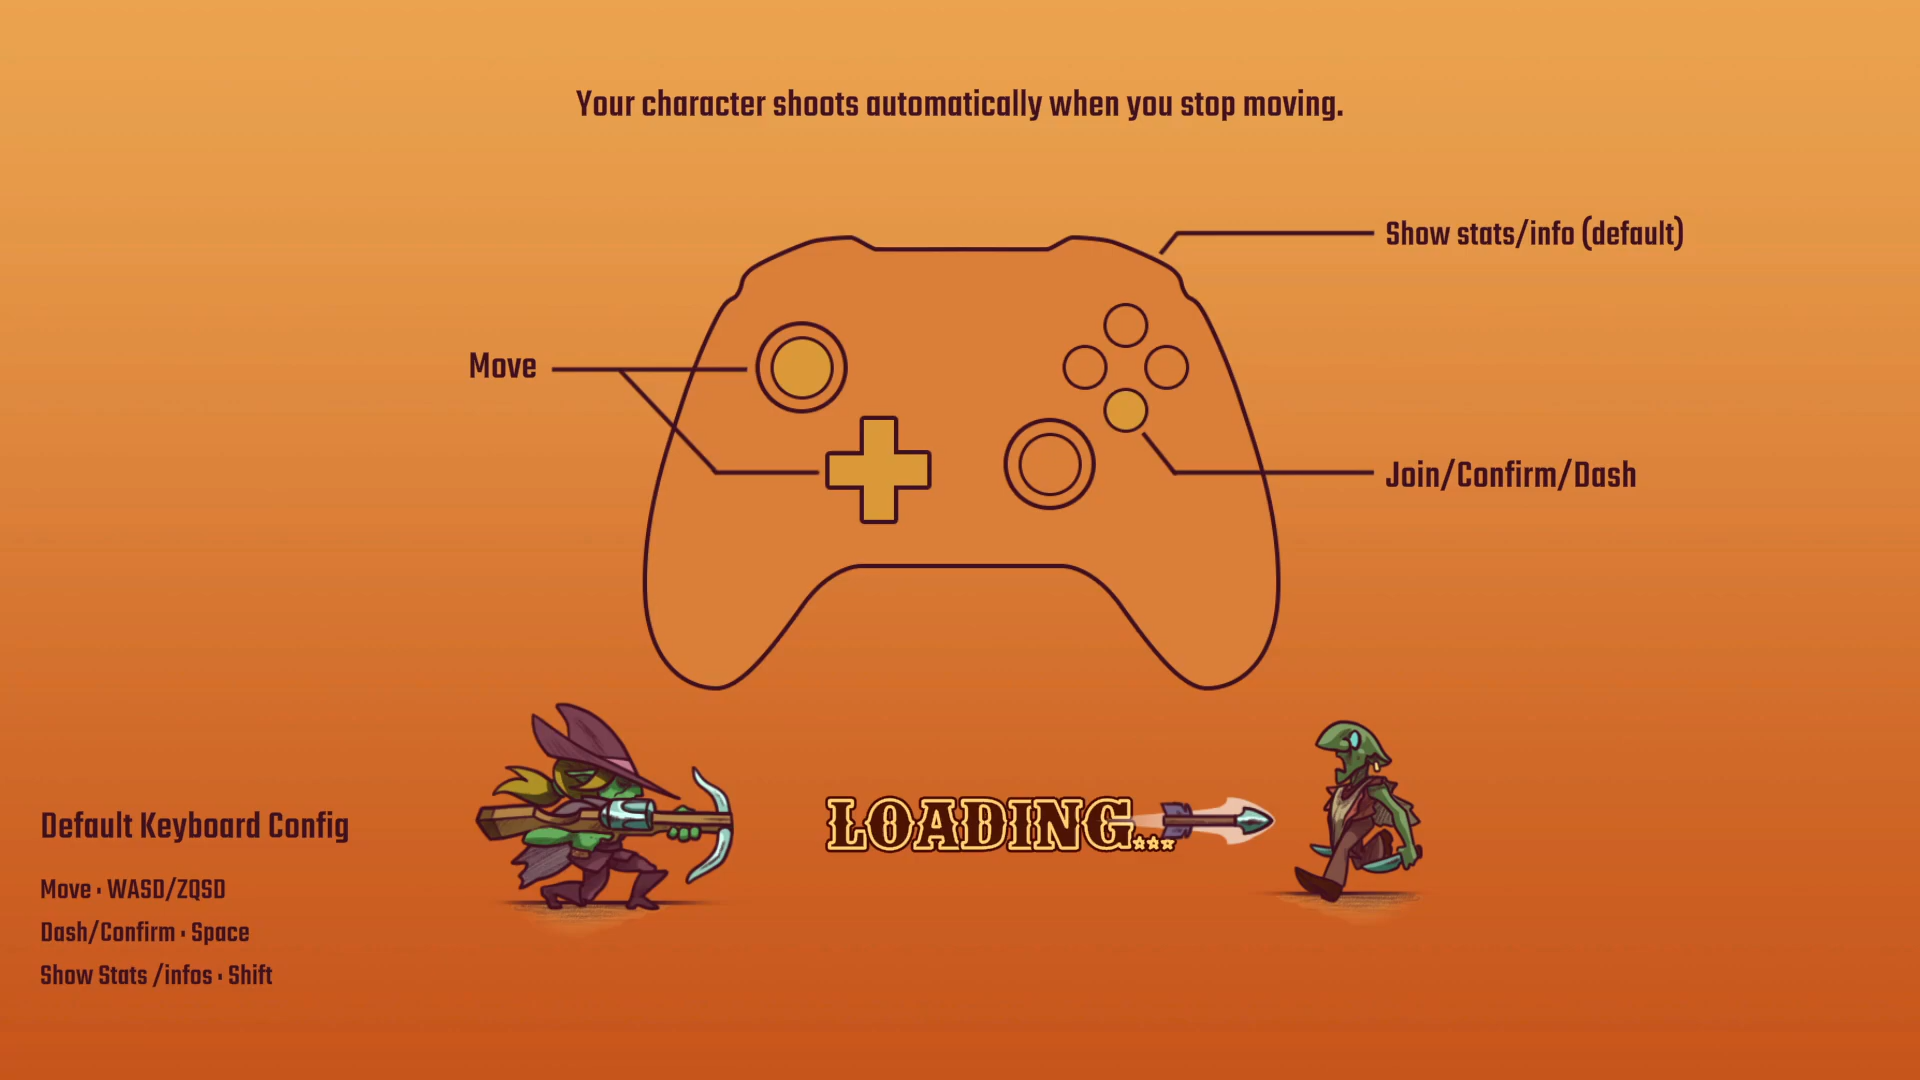 Your character shoots automatically when you stop moving.
Show stats/info (default)
Move
Join/Confirm/Dash
LOADING...
Default Keyboard Config
Move · WASD/ZQSD
Dash/Confirm · Space
Show Stats /infos · Shift